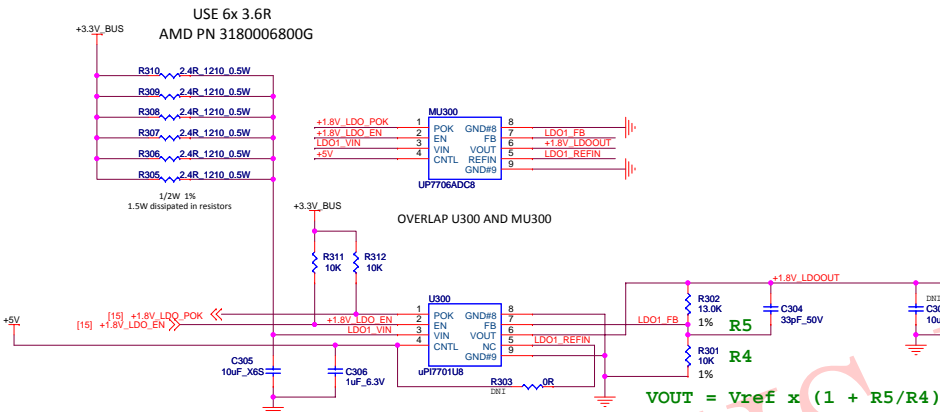 USE 6x 3.6R
AMD PN 3180006800G
+3.3V_BUS
R310 2.4R_1210_0.5W
R309 2.4R_1210_0.5W
R308 2.4R_1210_0.5W
R307 2.4R_1210_0.5W
R306 2.4R_1210_0.5W
R305 2.4R_1210_0.5W
1/2W 1%
1.5W dissipated in resistors
MU300
+1.8V_LDO_POK 1 POK GND#8 8
+1.8V_LDO_EN 2 EN FB 7 LDO1_FB
LDO1_VIN 3 VIN VOUT 6 +1.8V_LDOOUT
+5V 4 CNTL REFIN 5 LDO1_REFIN
GND#9 9
UP7706ADC8
OVERLAP U300 AND MU300
+3.3V_BUS
R311
10K
R312
10K
U300
[15] +1.8V_LDO_POK 1 POK GND#8 8
[15] +1.8V_LDO_EN +1.8V_LDO_EN 2 EN FB 7 LDO1_FB
LDO1_VIN 3 VIN VOUT 6
+5V 4 CNTL NC 5 LDO1_REFIN
GND#9 9
uPI7701U8
C305
10uF_X6S
C306
1uF_6.3V
R303 0R
DNI
+1.8V_LDOOUT
R302
13.0K
1% R5
R301
10K R4
1%
C304
33pF_50V
DNI
VOUT = Vref x (1 + R5/R4)